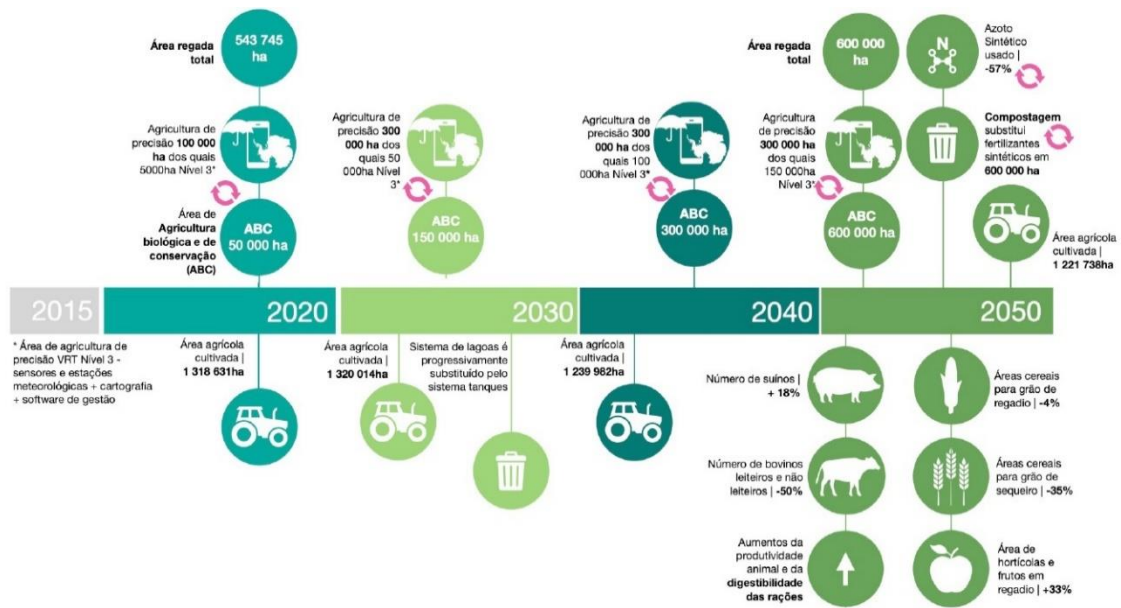 Área regada
total
543 745
ha
Agricultura de
precisão 100 000
ha dos quais
5000ha Nível 3*
Área de
Agricultura
biológica e de
conservação
(ABC)
ABC
50 000 ha
Agricultura de
precisão 300
000 ha dos
quais 50
000ha Nível
3*
ABC
150 000 ha
Agricultura de
precisão 300
000 ha dos
quais 100
000ha Nível 3*
ABC
300 000 ha
Área regada
total
600 000
ha
Agricultura
de precisão
300 000 ha
dos quais
150 000ha
Nível 3*
ABC
600 000 ha
N
Azoto
Sintético
usado |
-57%
Compostagem
substitui
fertilizantes
sintéticos em
600 000 ha
Área agrícola
cultivada |
1 221 738ha
2015
2020
2030
2040
2050
* Área de agricultura de
precisão VRT Nível 3 -
sensores e estações
meteorológicas + cartografia
+ software de gestão
Área agrícola
cultivada |
1 318 631ha
Área agrícola
cultivada |
1 320 014ha
Sistema de lagoas é
progressivamente
substituído pelo
sistema tanques
Área agrícola
cultivada |
1 239 982ha
Número de suínos |
+ 18%
Áreas cereais
para grão de
regadio | -4%
Número de bovinos
leiteiros e não
leiteiros | -50%
Áreas cereais
para grão de
sequeiro | -35%
Aumentos da
produtividade
animal e da
digestibilidade
das rações
Área de
hortícolas e
frutos em
regadio | +33%